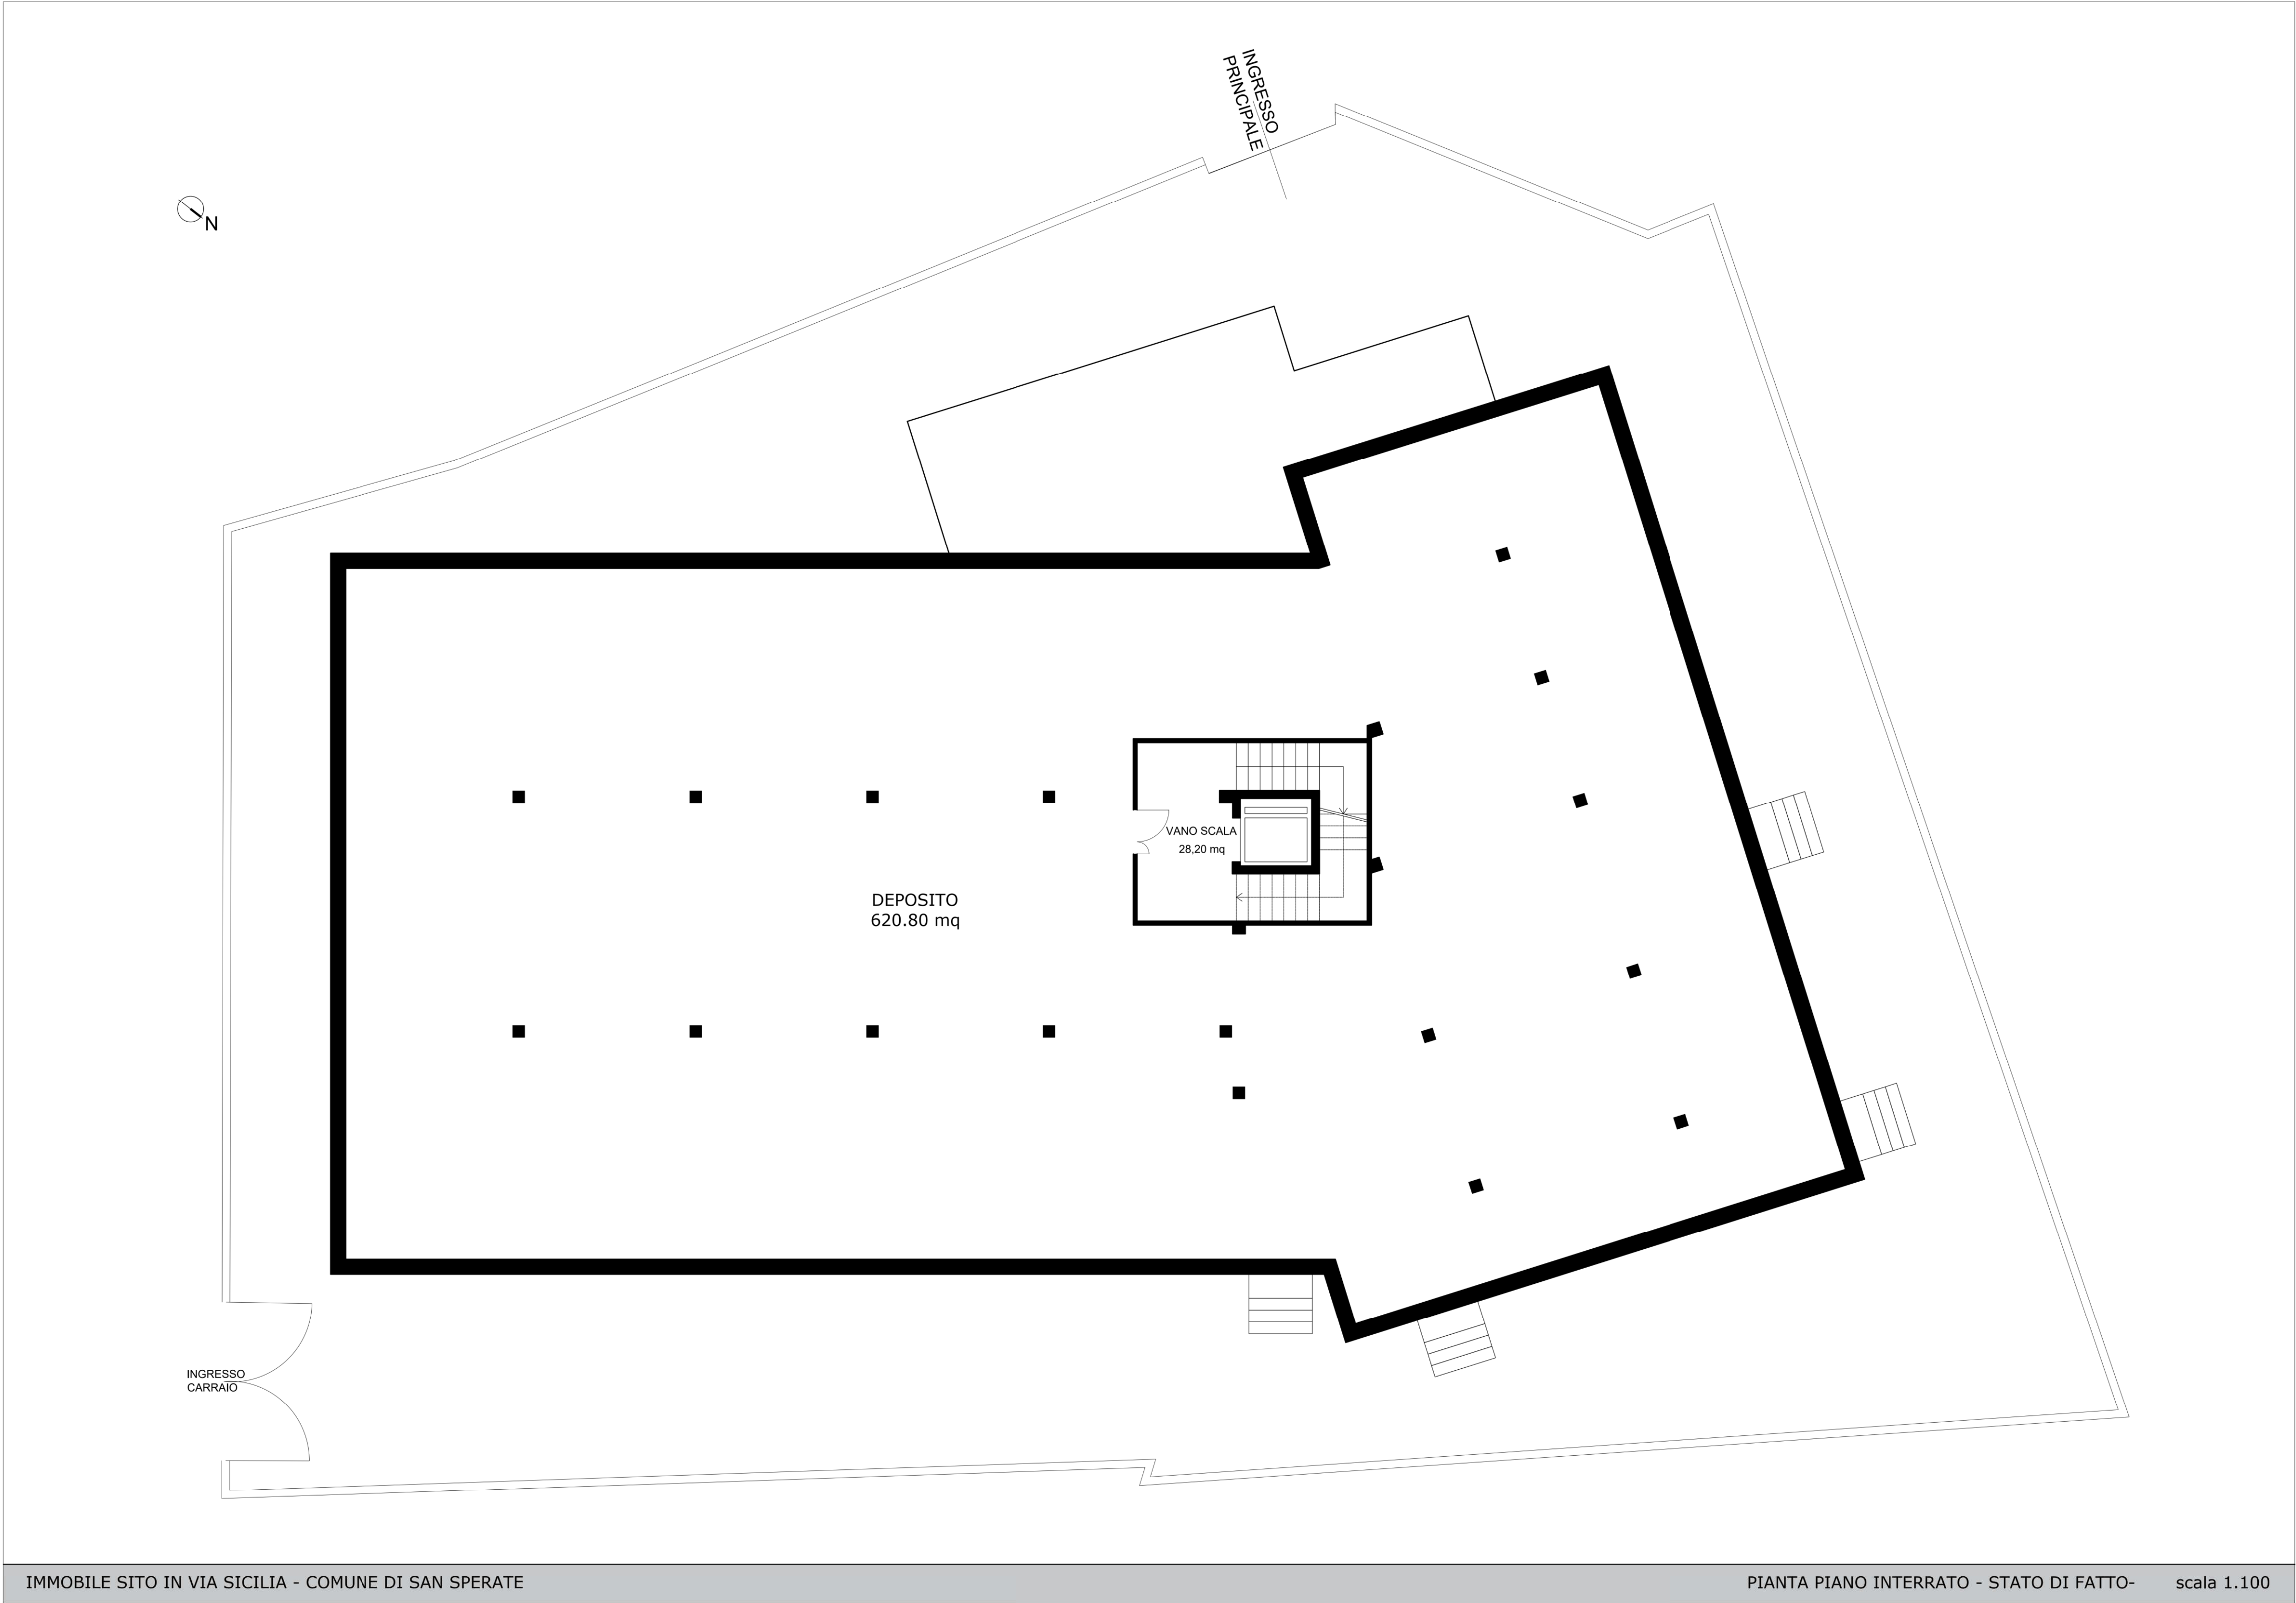 INGRESSO
PRINCIPALE
N
VANO SCALA
28,20 mq
DEPOSITO
620.80 mq
INGRESSO
CARRAIO
IMMOBILE SITO IN VIA SICILIA - COMUNE DI SAN SPERATE
PIANTA PIANO INTERRATO - STATO DI FATTO- scala 1.100